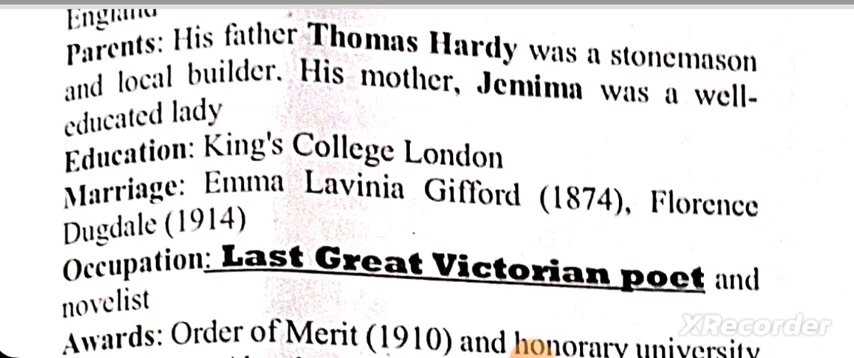 England
Parents: His father Thomas Hardy was a stonemason
and local builder. His mother, Jemima was a well-
educated lady
Education: King's College London
Marriage: Emma Lavinia Gifford (1874), Florence
Dugdale (1914)
Occupation: Last Great Victorian poet and
novelist
XRecorder
Awards: Order of Merit (1910) and honorary university